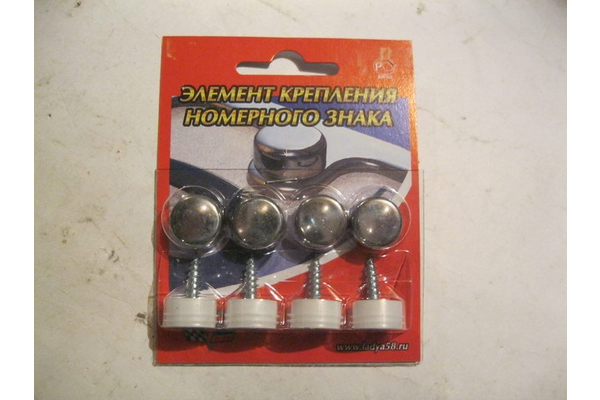 ЭЛЕМЕНТ КРЕПЛЕНИЯ
НОМЕРНОГО ЗНАКА
www.ladya58.ru